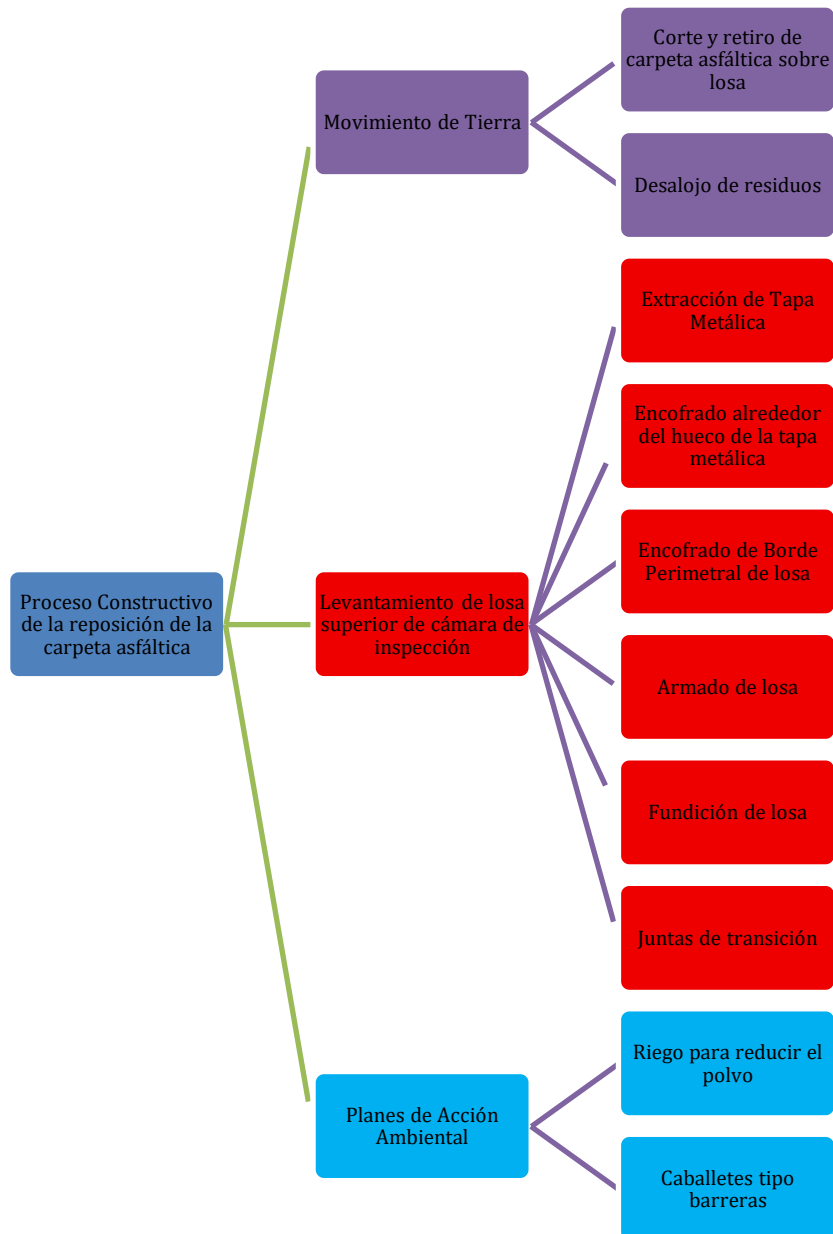 Corte y retiro de
carpeta asfáltica sobre
losa
Movimiento de Tierra
Desalojo de residuos
Extracción de Tapa
Metálica
Encofrado alrededor
del hueco de la tapa
metálica
Encofrado de Borde
Perimetral de losa
Proceso Constructivo
de la reposición de la
carpeta asfáltica
Levantamiento de losa
superior de cámara de
inspección
Armado de losa
Fundición de losa
Juntas de transición
Riego para reducir el
polvo
Planes de Acción
Ambiental
Caballetes tipo
barreras